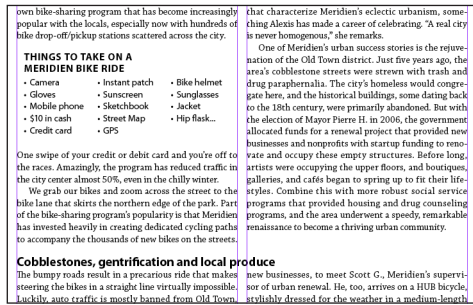 own bike-sharing program that has become increasingly
popular with the locals, especially now with hundreds of
bike drop-off/pickup stations scattered across the city.
THINGS TO TAKE ON A
MERIDIEN BIKE RIDE
• Camera
• Gloves
• Mobile phone
• $10 in cash
• Credit card
• Instant patch
• Sunscreen
• Sketchbook
• Street Map
• GPS
• Bike helmet
• Sunglasses
• Jacket
• Hip flask...
One swipe of your credit or debit card and you're off to
the races. Amazingly, the program has reduced traffic in
the city center almost 50%, even in the chilly winter.
We grab our bikes and zoom across the street to the
bike lane that skirts the northern edge of the park. Part
of the bike-sharing program's popularity is that Meridien
has invested heavily in creating dedicated cycling paths
to accompany the thousands of new bikes on the streets.
that characterize Meridien's eclectic urbanism, some-
thing Alexis has made a career of celebrating. "A real city
is never homogenous," she remarks.
One of Meridien's urban success stories is the rejuve-
nation of the Old Town district. Just five years ago, the
area's cobblestone streets were strewn with trash and
drug paraphernalia. The city's homeless would congre-
gate here, and the historical buildings, some dating back
to the 18th century, were primarily abandoned. But with
the election of Mayor Pierre H. in 2006, the government
allocated funds for a renewal project that provided new
businesses and nonprofits with startup funding to reno-
vate and occupy these empty structures. Before long,
artists were occupying the upper floors, and boutiques,
galleries, and cafés began to spring up to fit their life-
styles. Combine this with more robust social service
programs that provided housing and drug counseling
programs, and the area underwent a speedy, remarkable
renaissance to become a thriving urban community.
Cobblestones, gentrification and local produce
The bumpy roads result in a precarious ride that makes
steering the bikes in a straight line virtually impossible.
Luckily, auto traffic is mostly banned from Old Town,
new businesses, to meet Scott G., Meridien's supervi-
sor of urban renewal. He, too, arrives on a HUB bicycle,
stylishly dressed for the weather in a medium-length